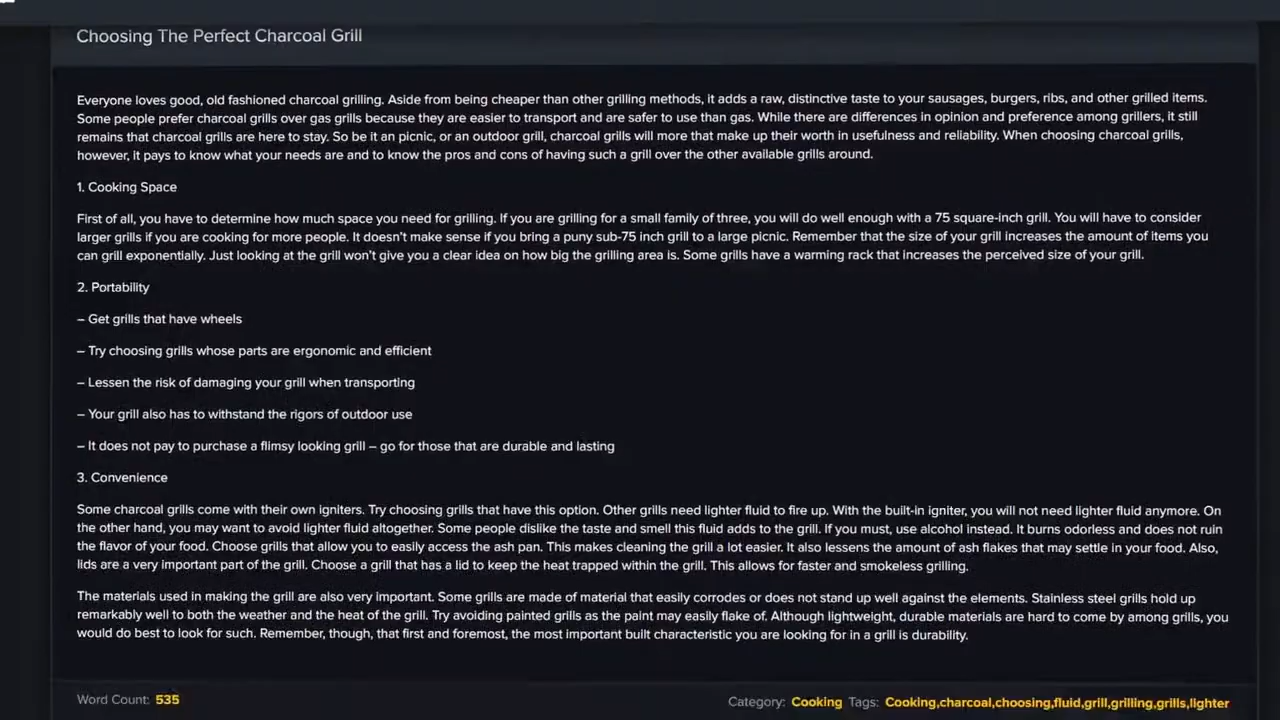 Choosing The Perfect Charcoal Grill
Everyone loves good, old fashioned charcoal grilling. Aside from being cheaper than other grilling methods, it adds a raw, distinctive taste to your sausages, burgers, ribs, and other grilled items.
Some people prefer charcoal grills over gas grills because they are easier to transport and are safer to use than gas. While there are differences in opinion and preference among grillers, it still
remains that charcoal grills are here to stay. So be it an picnic, or an outdoor grill, charcoal grills will more that make up their worth in usefulness and reliability. When choosing charcoal grills,
however, it pays to know what your needs are and to know the pros and cons of having such a grill over the other available grills around.
1. Cooking Space
First of all, you have to determine how much space you need for grilling. If you are grilling for a small family of three, you will do well enough with a 75 square-inch grill. You will have to consider
larger grills if you are cooking for more people. It doesn't make sense if you bring a puny sub-75 inch grill to a large picnic. Remember that the size of your grill increases the amount of items you
can grill exponentially. Just looking at the grill won't give you a clear idea on how big the grilling area is. Some grills have a warming rack that increases the perceived size of your grill.
2. Portability
– Get grills that have wheels
– Try choosing grills whose parts are ergonomic and efficient
– Lessen the risk of damaging your grill when transporting
– Your grill also has to withstand the rigors of outdoor use
– It does not pay to purchase a flimsy looking grill – go for those that are durable and lasting
3. Convenience
Some charcoal grills come with their own igniters. Try choosing grills that have this option. Other grills need lighter fluid to fire up. With the built-in igniter, you will not need lighter fluid anymore. On
the other hand, you may want to avoid lighter fluid altogether. Some people dislike the taste and smell this fluid adds to the grill. If you must, use alcohol instead. It burns odorless and does not ruin
the flavor of your food. Choose grills that allow you to easily access the ash pan. This makes cleaning the grill a lot easier. It also lessens the amount of ash flakes that may settle in your food. Also,
lids are a very important part of the grill. Choose a grill that has a lid to keep the heat trapped within the grill. This allows for faster and smokeless grilling.
The materials used in making the grill are also very important. Some grills are made of material that easily corrodes or does not stand up well against the elements. Stainless steel grills hold up
remarkably well to both the weather and the heat of the grill. Try avoiding painted grills as the paint may easily flake of. Although lightweight, durable materials are hard to come by among grills, you
would do best to look for such. Remember, though, that first and foremost, the most important built characteristic you are looking for in a grill is durability.
Word Count: 535
Category: Cooking Tags: Cooking,charcoal,choosing,fluid,grill,grilling,grills,lighter